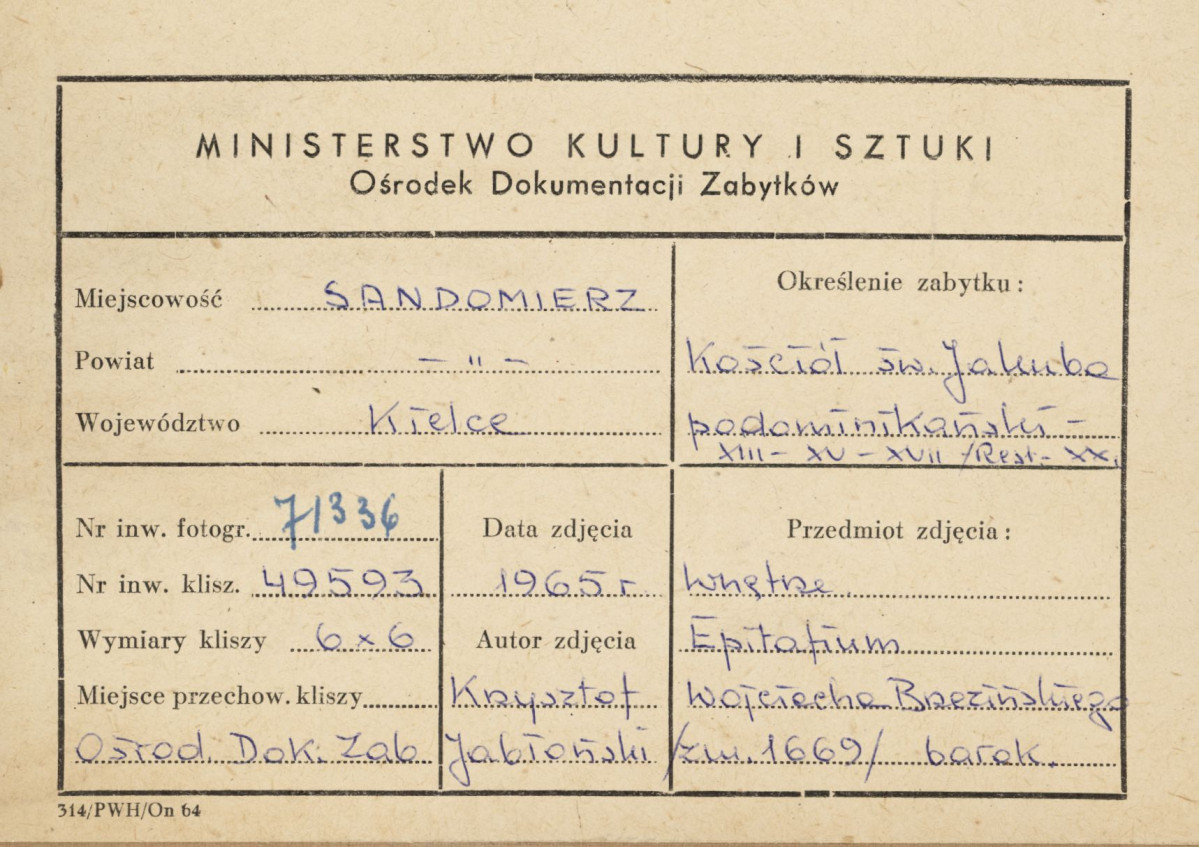 MINISTERSTWO KULTURY I SZTUKI
Ośrodek Dokumentacji Zabytków
Miejscowość SANDOMIERZ
Powiat — " —
Województwo Kielce
Określenie zabytku:
Kościół św. Jakuba
podominikański -
XIII - XV - XVII /Rest. XX.
Nr inw. fotogr. 71336
Nr inw. klisz. 49593
Wymiary kliszy 6 x 6
Miejsce przechow. kliszy
Ośrod. Dok. Zab
Data zdjęcia
1965 r.
Autor zdjęcia
Krzysztof
Jabłoński
Przedmiot zdjęcia:
Wnętrze.
Epitafium
Wojciecha Brzezińskiego
/zm. 1669/ barok.
314/PWH/On 64